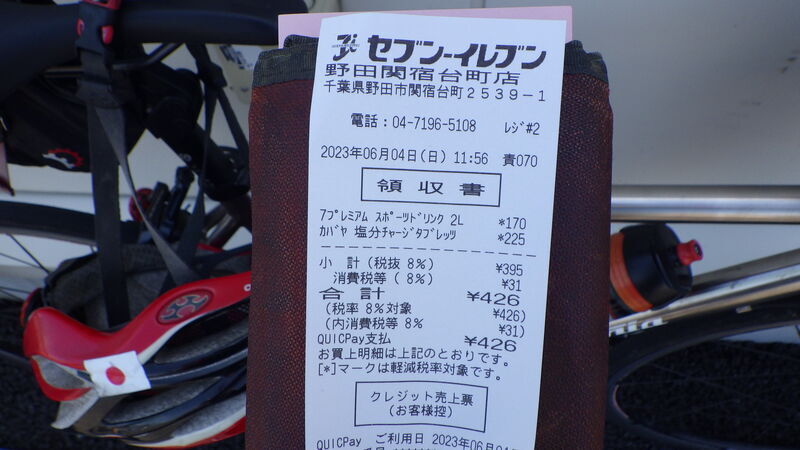 セブン-イレブン
野田関宿台町店
千葉県野田市関宿台町2539-1
電話:04-7196-5108 レジ#2
2023年06月04日(日) 11:56 責070
領収書
7プレミアム スポーツドリンク 2L *170
カバヤ 塩分チャージタブレッツ *225
小 計(税抜 8%) ¥395
消費税等( 8%) ¥31
合 計 ¥426
(税率 8%対象 ¥426)
(内消費税等 8% ¥31)
QUICPay支払 ¥426
お買上明細は上記のとおりです。
[*]マークは軽減税率対象です。
クレジット売上票
(お客様控)
QUICPay ご利用日 2023年06月